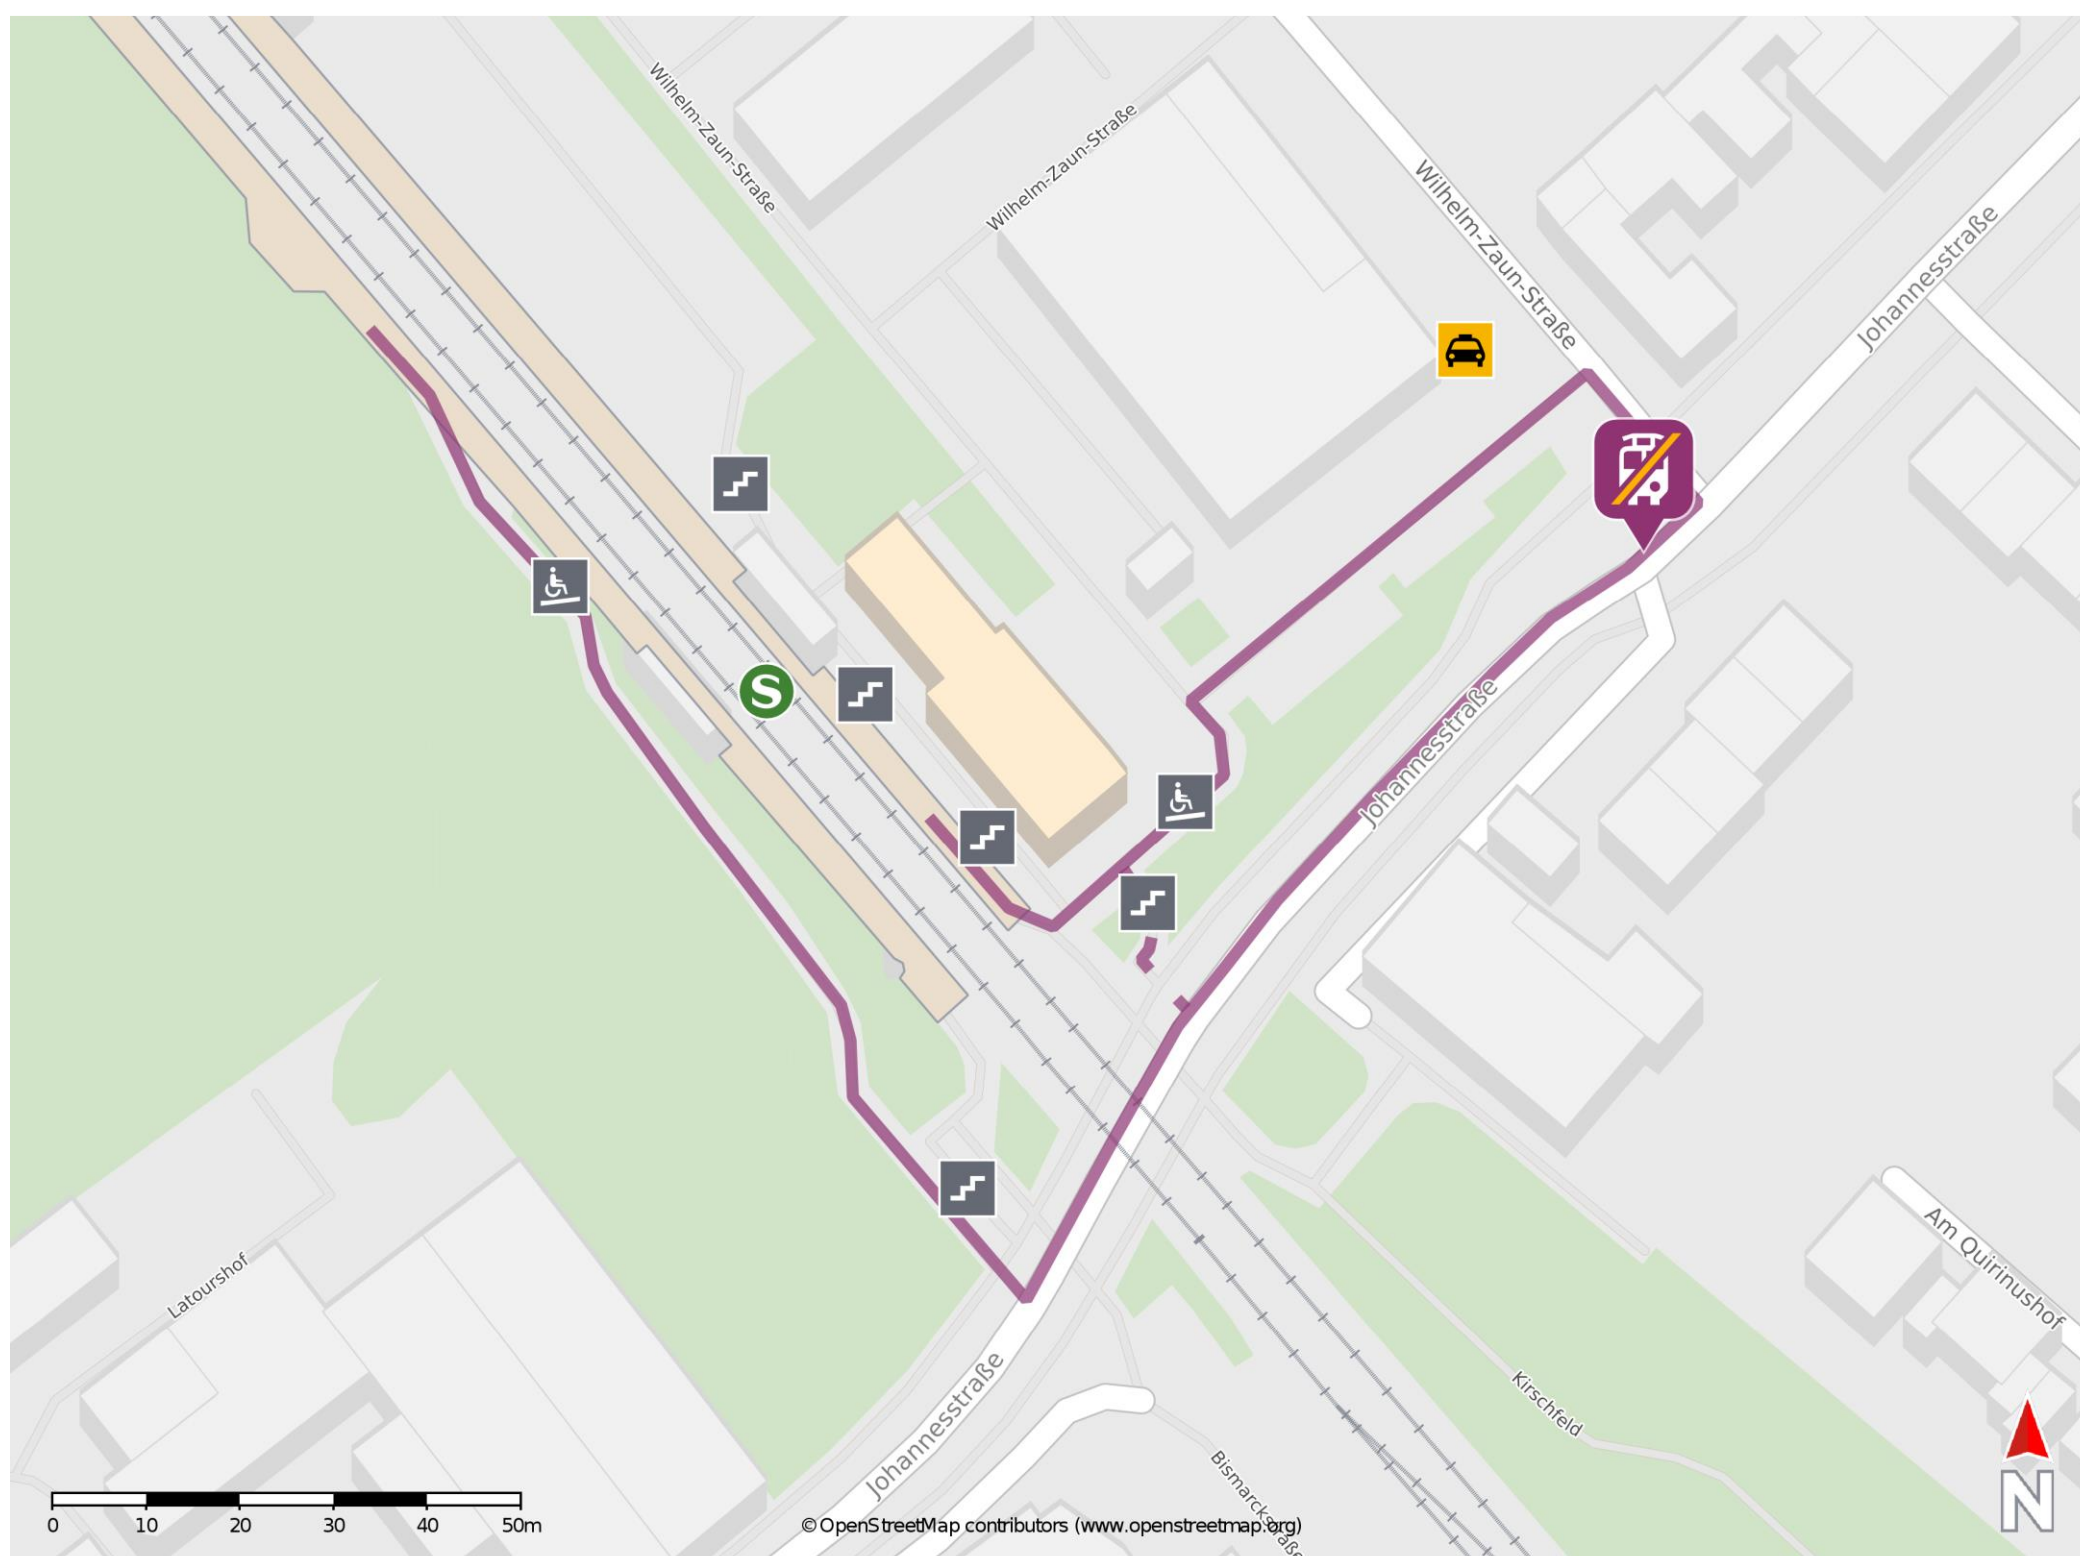 Wilhelm-Zaun-Straße
Wilhelm-Zaun-Straße
Wilhelm-Zaun-Straße
Johannesstraße
S
Johannesstraße
Am Quirinushof
Latourshof
Kirschfeld
Johannesstraße
Bismarckstraße
0 10 20 30 40 50m
© OpenStreetMap contributors (www.openstreetmap.org)
N